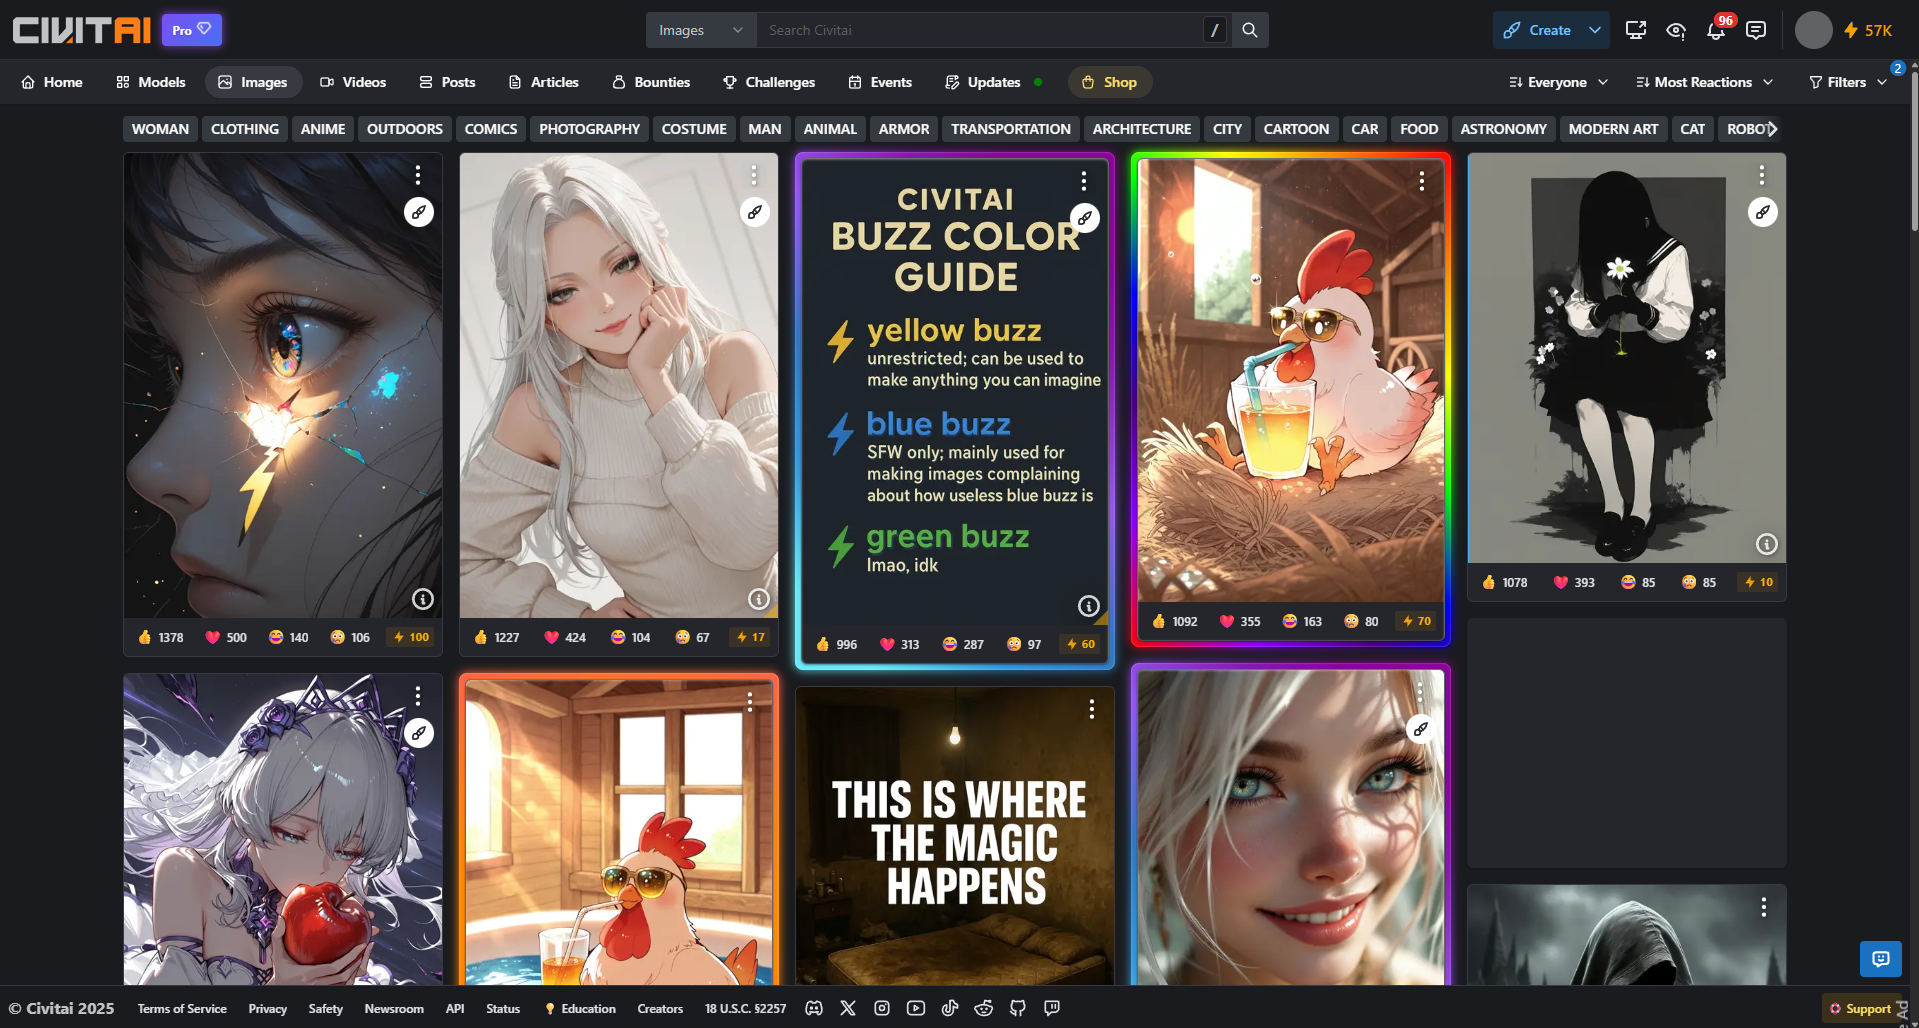 CIVITAI
Pro
Images
Search Civitai
/
Create
96
57K
Home
Models
Images
Videos
Posts
Articles
Bounties
Challenges
Events
Updates
Shop
Everyone
Most Reactions
Filters
2
WOMAN
CLOTHING
ANIME
OUTDOORS
COMICS
PHOTOGRAPHY
COSTUME
MAN
ANIMAL
ARMOR
TRANSPORTATION
ARCHITECTURE
CITY
CARTOON
CAR
FOOD
ASTRONOMY
MODERN ART
CAT
ROBOT
CIVITAI
BUZZ COLOR
GUIDE
yellow buzz
unrestricted; can be used to
make anything you can imagine
blue buzz
SFW only; mainly used for
making images complaining
about how useless blue buzz is
green buzz
lmao, idk
1378 500 140 106 100
1227 424 104 67 17
996 313 287 97 60
1092 355 163 80 70
1078 393 85 85 10
THIS IS WHERE
THE MAGIC
HAPPENS
© Civitai 2025
Terms of Service
Privacy
Safety
Newsroom
API
Status
Education
Creators
18 U.S.C. §2257
Support
e Ad